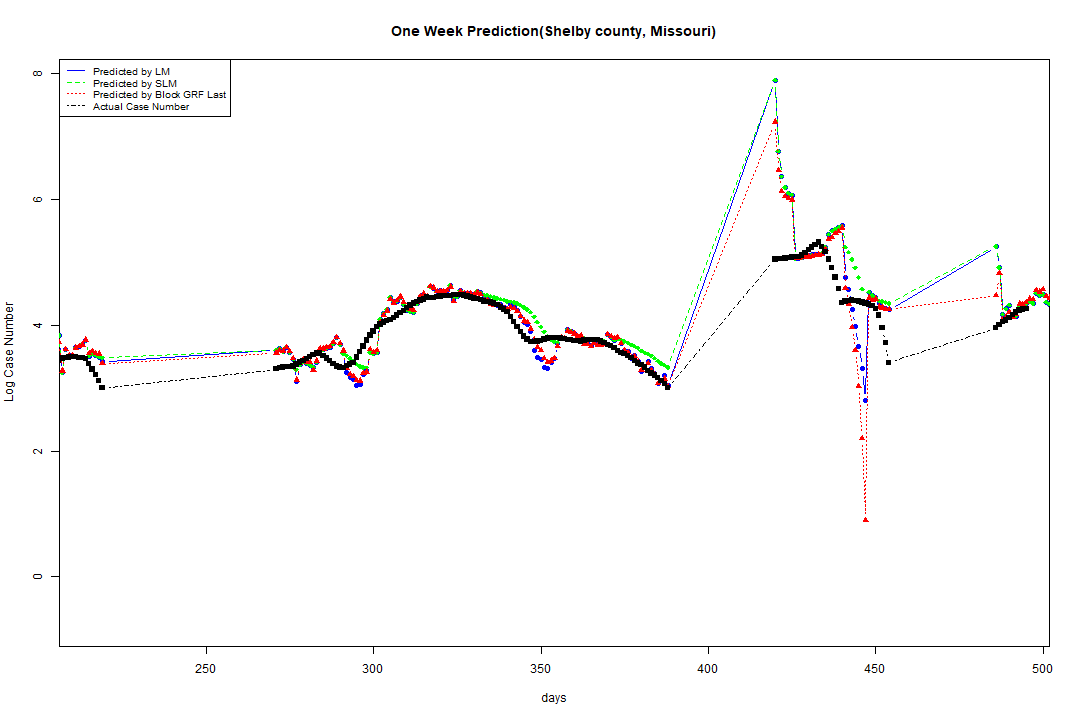 One Week Prediction(Shelby county, Missouri)
Predicted by LM
Predicted by SLM
Predicted by Block GRF Last
Actual Case Number
Log Case Number
8
6
4
2
0
250
300
350
400
450
500
days